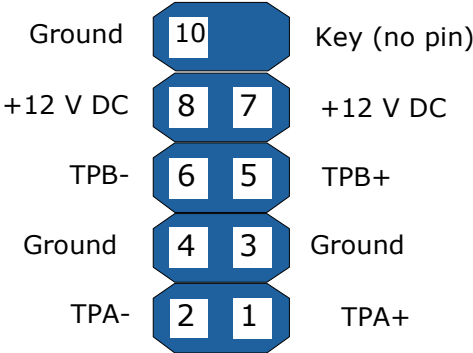 Ground 10 Key (no pin)
+12 V DC 8 7 +12 V DC
TPB- 6 5 TPB+
Ground 4 3 Ground
TPA- 2 1 TPA+